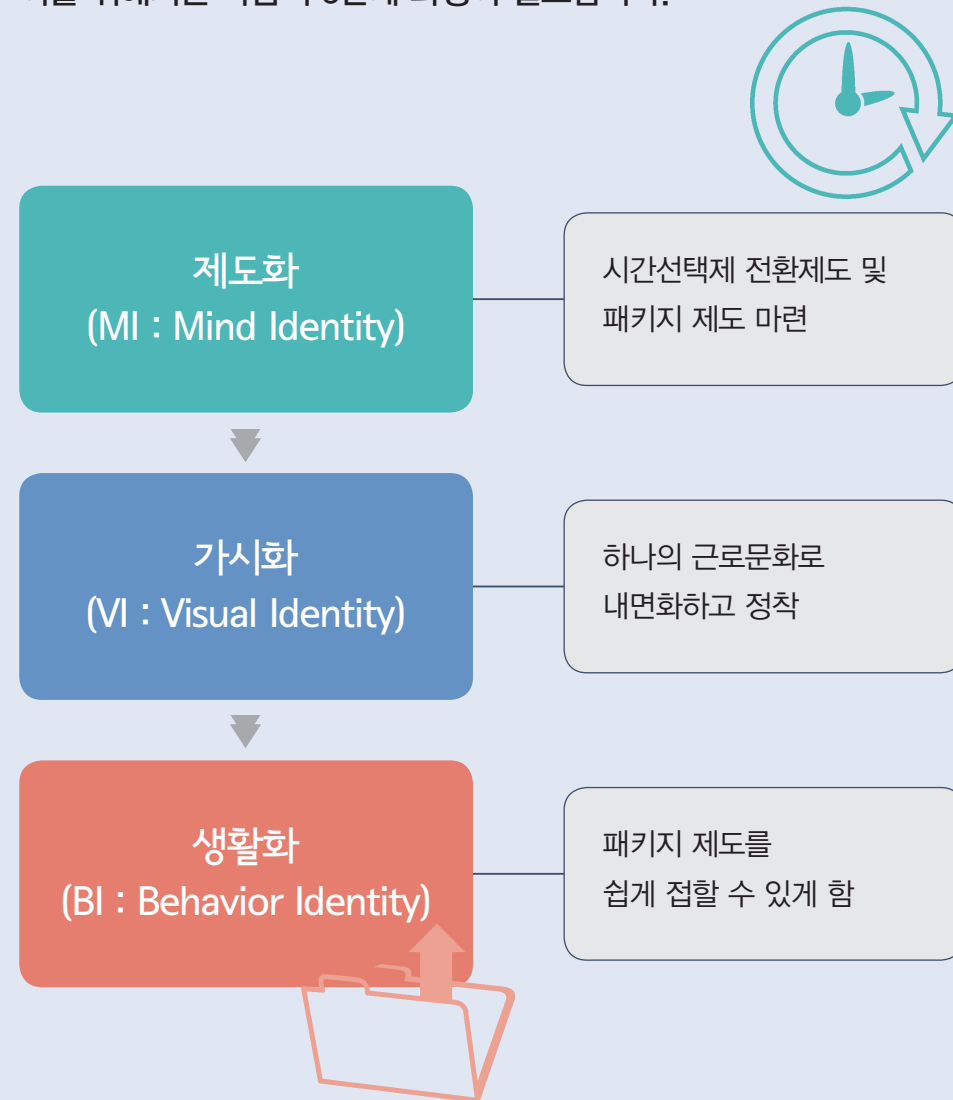 제도화
(MI : Mind Identity)
시간선택제 전환제도 및
패키지 제도 마련
가시화
(VI : Visual Identity)
하나의 근로문화로
내면화하고 정착
생활화
(BI : Behavior Identity)
패키지 제도를
쉽게 접할 수 있게 함